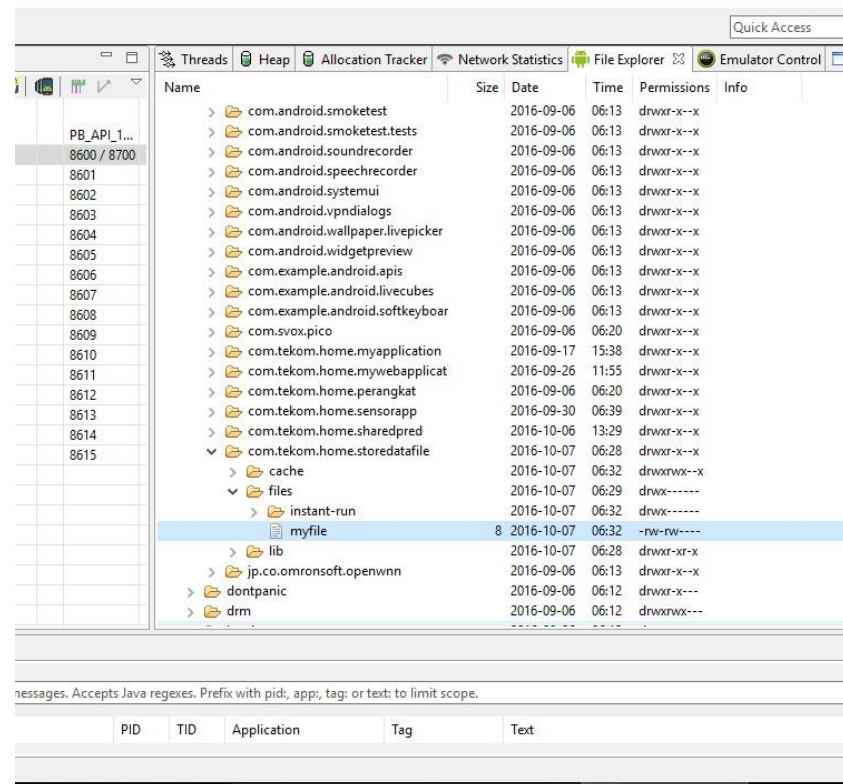 Quick Access
Threads Heap Allocation Tracker Network Statistics File Explorer Emulator Control
Name Size Date Time Permissions Info
com.android.smoketest 2016-09-06 06:13 drwxr-x--x
PB_API_1... com.android.smoketest.tests 2016-09-06 06:13 drwxr-x--x
8600 / 8700 com.android.soundrecorder 2016-09-06 06:13 drwxr-x--x
8601 com.android.speechrecorder 2016-09-06 06:13 drwxr-x--x
8602 com.android.systemui 2016-09-06 06:13 drwxr-x--x
8603 com.android.vpndialogs 2016-09-06 06:13 drwxr-x--x
8604 com.android.wallpaper.livepicker 2016-09-06 06:13 drwxr-x--x
8605 com.android.widgetpreview 2016-09-06 06:13 drwxr-x--x
8606 com.example.android.apis 2016-09-06 06:13 drwxr-x--x
8607 com.example.android.livecubes 2016-09-06 06:13 drwxr-x--x
8608 com.example.android.softkeyboar 2016-09-06 06:13 drwxr-x--x
8609 com.svox.pico 2016-09-06 06:20 drwxr-x--x
8610 com.tekom.home.myapplication 2016-09-17 15:38 drwxr-x--x
8611 com.tekom.home.mywebapplicat 2016-09-26 11:55 drwxr-x--x
8612 com.tekom.home.perangkat 2016-09-06 06:20 drwxr-x--x
8613 com.tekom.home.sensorapp 2016-09-30 06:39 drwxr-x--x
8614 com.tekom.home.sharedpred 2016-10-06 13:29 drwxr-x--x
8615 com.tekom.home.storedatafile 2016-10-07 06:28 drwxr-x--x
cache 2016-10-07 06:32 drwxrwx--x
files 2016-10-07 06:29 drwx------
instant-run 2016-10-07 06:32 drwx------
myfile 8 2016-10-07 06:32 -rw-rw----
lib 2016-10-07 06:28 drwxr-xr-x
jp.co.omronsoft.openwnn 2016-09-06 06:13 drwxr-x--x
dontpanic 2016-09-06 06:12 drwxr-x---
drm 2016-09-06 06:12 drwxrwx---
messages. Accepts Java regexes. Prefix with pid:, app:, tag: or text: to limit scope.
PID TID Application Tag Text